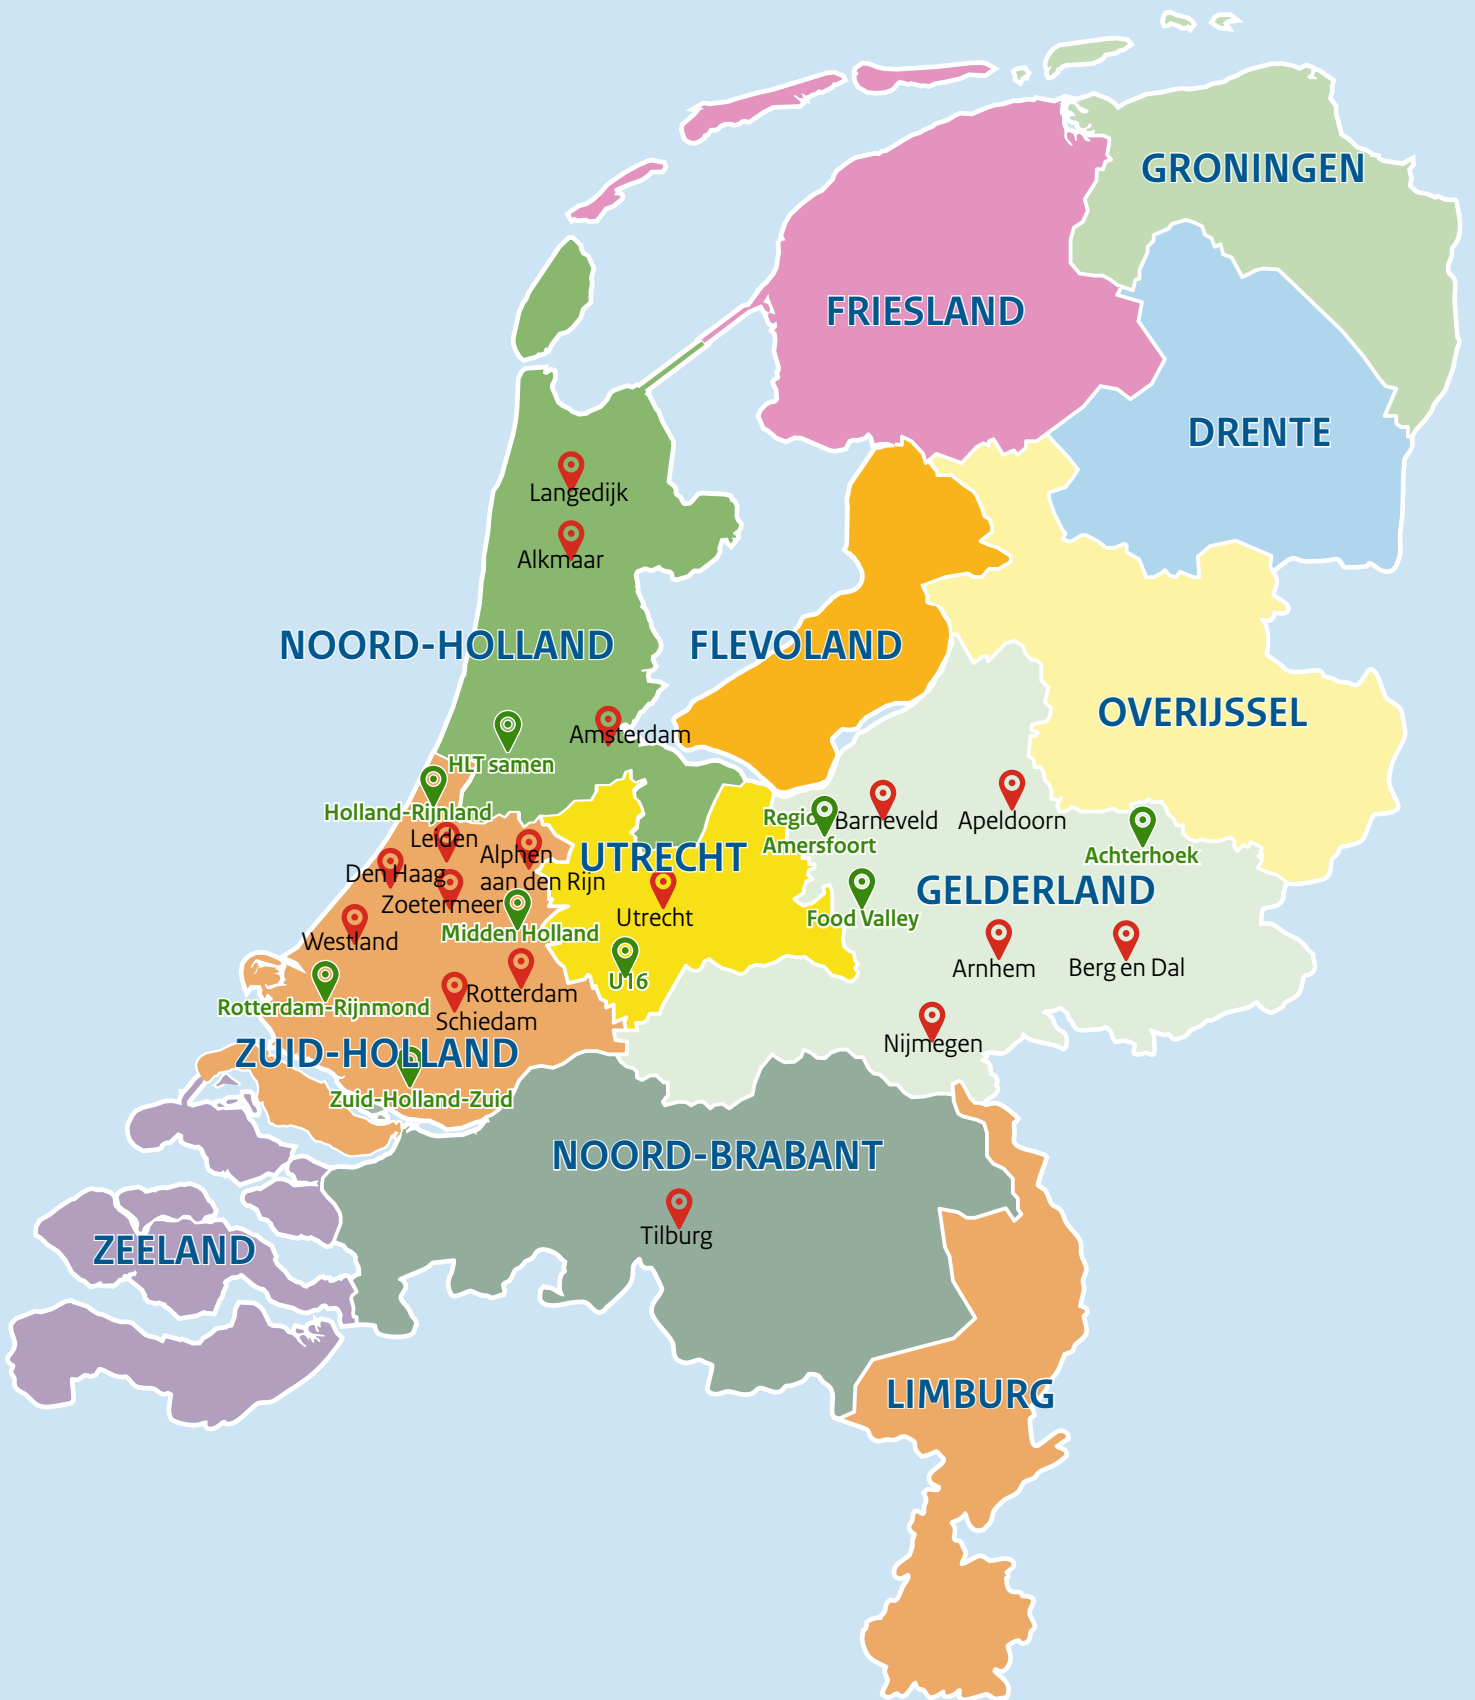 GRONINGEN
FRIESLAND
DRENTE
Langedijk
Alkmaar
NOORD-HOLLAND
FLEVOLAND
OVERIJSSEL
Amsterdam
HLT samen
Holland-Rijnland
Leiden
Alphen
aan den Rijn
Den Haag
Zoetermeer
UTRECHT
Utrecht
Regio
Amersfoort
Barneveld
Apeldoorn
Achterhoek
GELDERLAND
Food Valley
Westland
Midden Holland
U16
Arnhem
Berg en Dal
Rotterdam
Rotterdam-Rijnmond
Schiedam
Nijmegen
ZUID-HOLLAND
Zuid-Holland-Zuid
NOORD-BRABANT
Tilburg
ZEELAND
LIMBURG